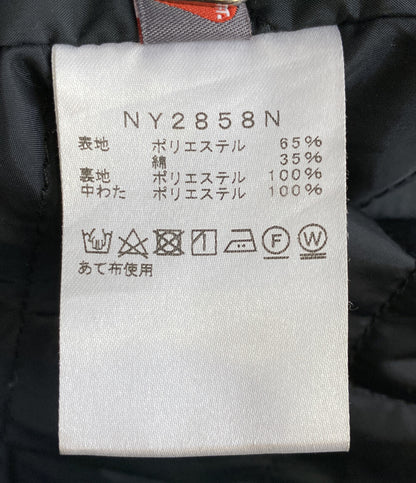 NY2858N
表地 ポリエステル 65%
綿 35%
裏地 ポリエステル 100%
中わた ポリエステル 100%
F W
あて布使用